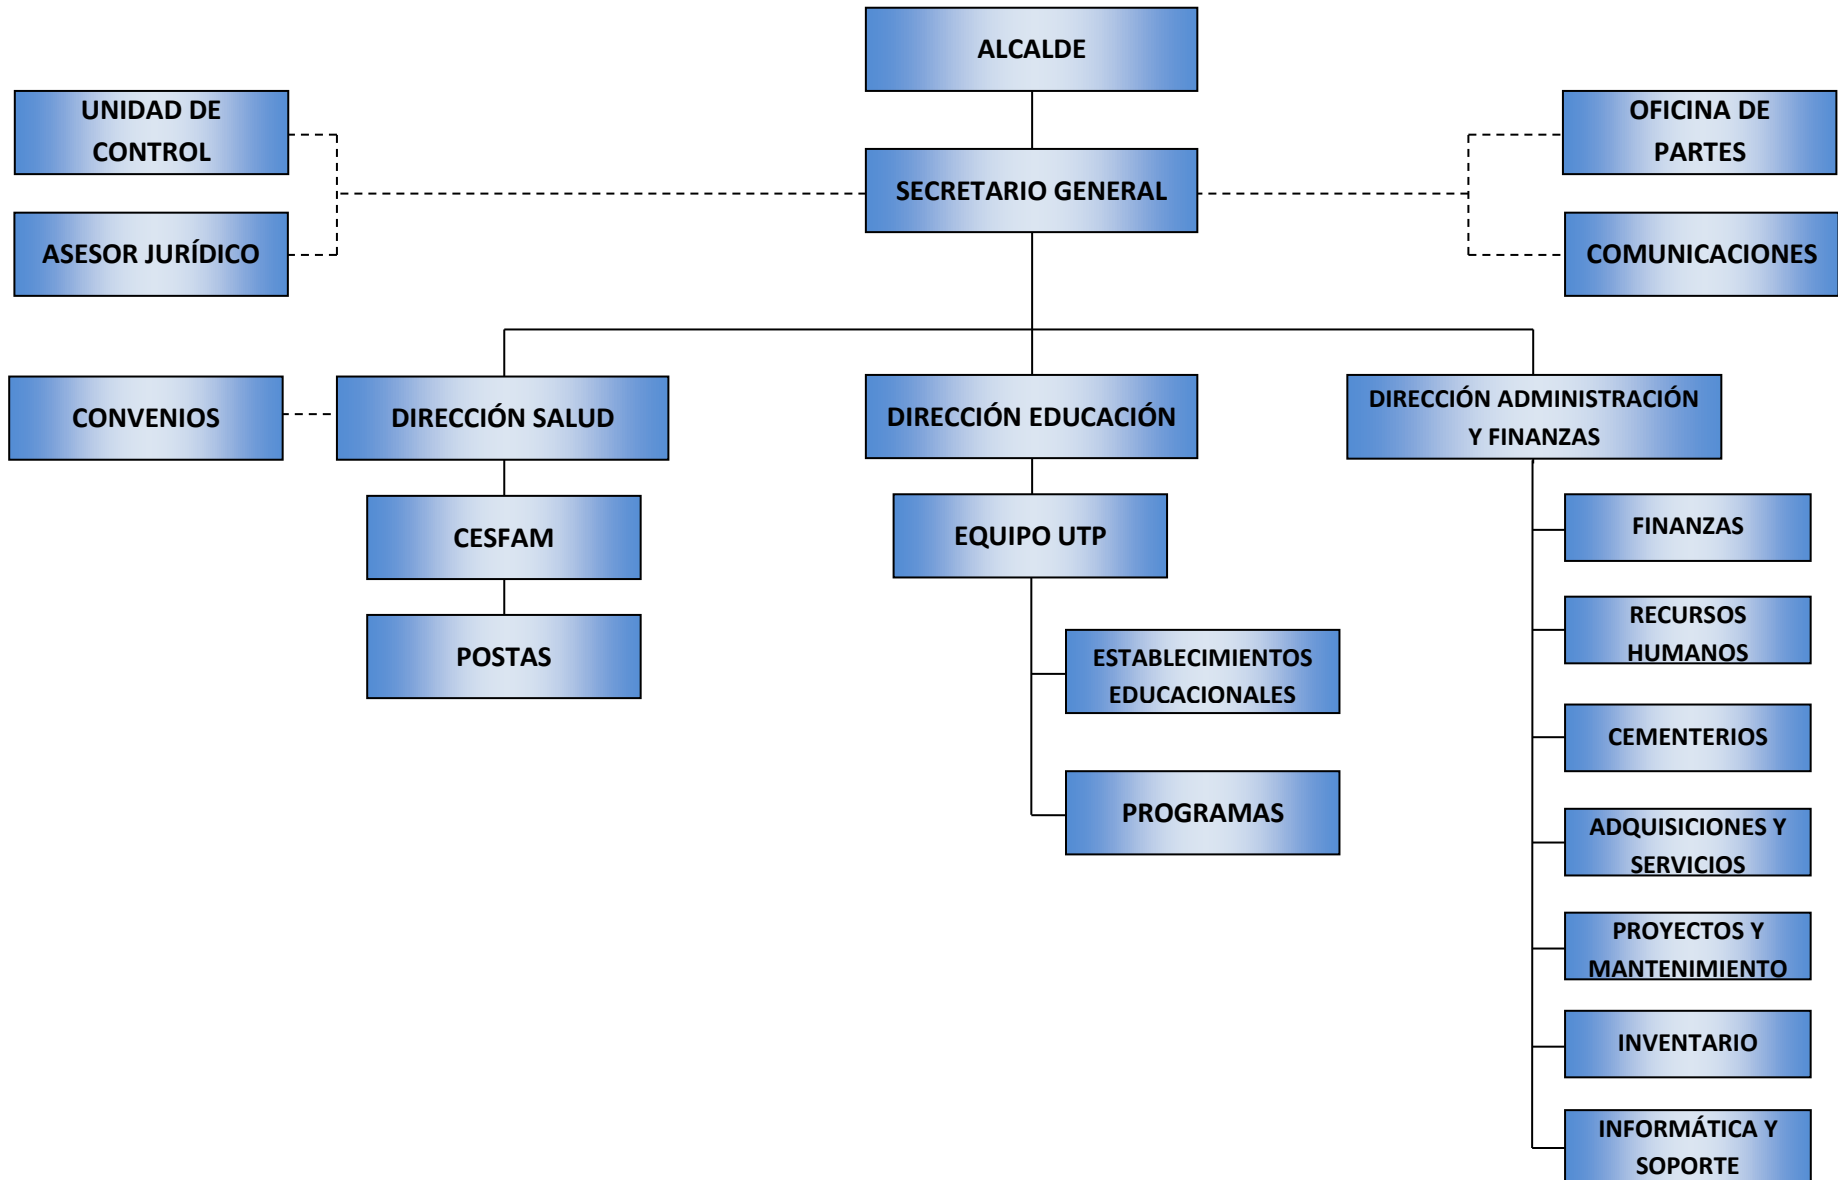 ALCALDE
UNIDAD DE
CONTROL
OFICINA DE
PARTES
SECRETARIO GENERAL
ASESOR JURÍDICO
COMUNICACIONES
CONVENIOS
DIRECCIÓN SALUD
DIRECCIÓN EDUCACIÓN
DIRECCIÓN ADMINISTRACIÓN
Y FINANZAS
CESFAM
EQUIPO UTP
FINANZAS
POSTAS
ESTABLECIMIENTOS
EDUCACIONALES
RECURSOS
HUMANOS
CEMENTERIOS
PROGRAMAS
ADQUISICIONES Y
SERVICIOS
PROYECTOS Y
MANTENIMIENTO
INVENTARIO
INFORMÁTICA Y
SOPORTE